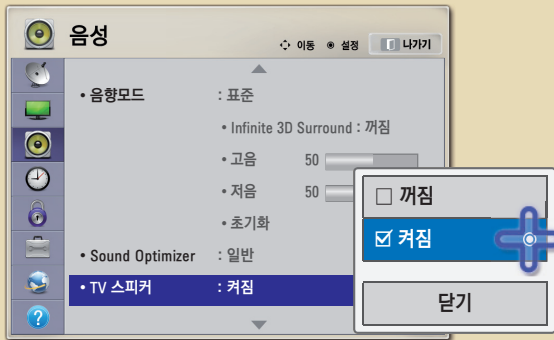 음성
이동 설정 나가기
• 음향모드 : 표준
• Infinite 3D Surround : 꺼짐
• 고음 50
• 저음 50
• 초기화
• Sound Optimizer : 일반
• TV 스피커 : 켜짐
?
□ 꺼짐
☑ 켜짐
닫기